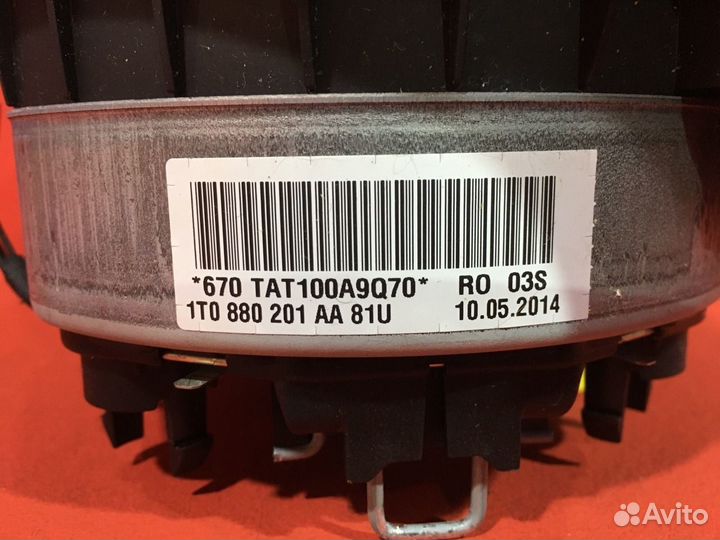 *670 TAT100A9Q70* RO 03S
1T0 880 201 AA 81U 10.05.2014
Avito